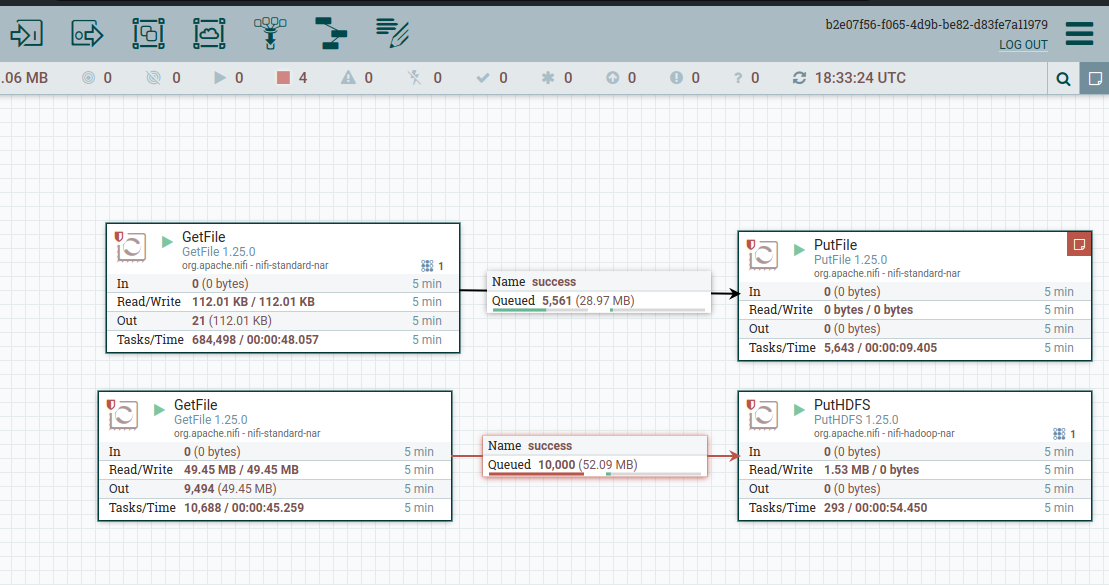 b2e07f56-f065-4d9b-be82-d83fe7a11979
LOG OUT
.06 MB 0 0 0 4 0 0 0 0 0 0 ? 0 18:33:24 UTC
GetFile
GetFile 1.25.0
org.apache.nifi - nifi-standard-nar
1
In 0 (0 bytes) 5 min
Read/Write 112.01 KB / 112.01 KB 5 min
Out 21 (112.01 KB) 5 min
Tasks/Time 684,498 / 00:00:48.057 5 min
Name success
Queued 5,561 (28.97 MB)
PutFile
PutFile 1.25.0
org.apache.nifi - nifi-standard-nar
In 0 (0 bytes) 5 min
Read/Write 0 bytes / 0 bytes 5 min
Out 0 (0 bytes) 5 min
Tasks/Time 5,643 / 00:00:09.405 5 min
GetFile
GetFile 1.25.0
org.apache.nifi - nifi-standard-nar
In 0 (0 bytes) 5 min
Read/Write 49.45 MB / 49.45 MB 5 min
Out 9,494 (49.45 MB) 5 min
Tasks/Time 10,688 / 00:00:45.259 5 min
Name success
Queued 10,000 (52.09 MB)
PutHDFS
PutHDFS 1.25.0
org.apache.nifi - nifi-hadoop-nar
1
In 0 (0 bytes) 5 min
Read/Write 1.53 MB / 0 bytes 5 min
Out 0 (0 bytes) 5 min
Tasks/Time 293 / 00:00:54.450 5 min